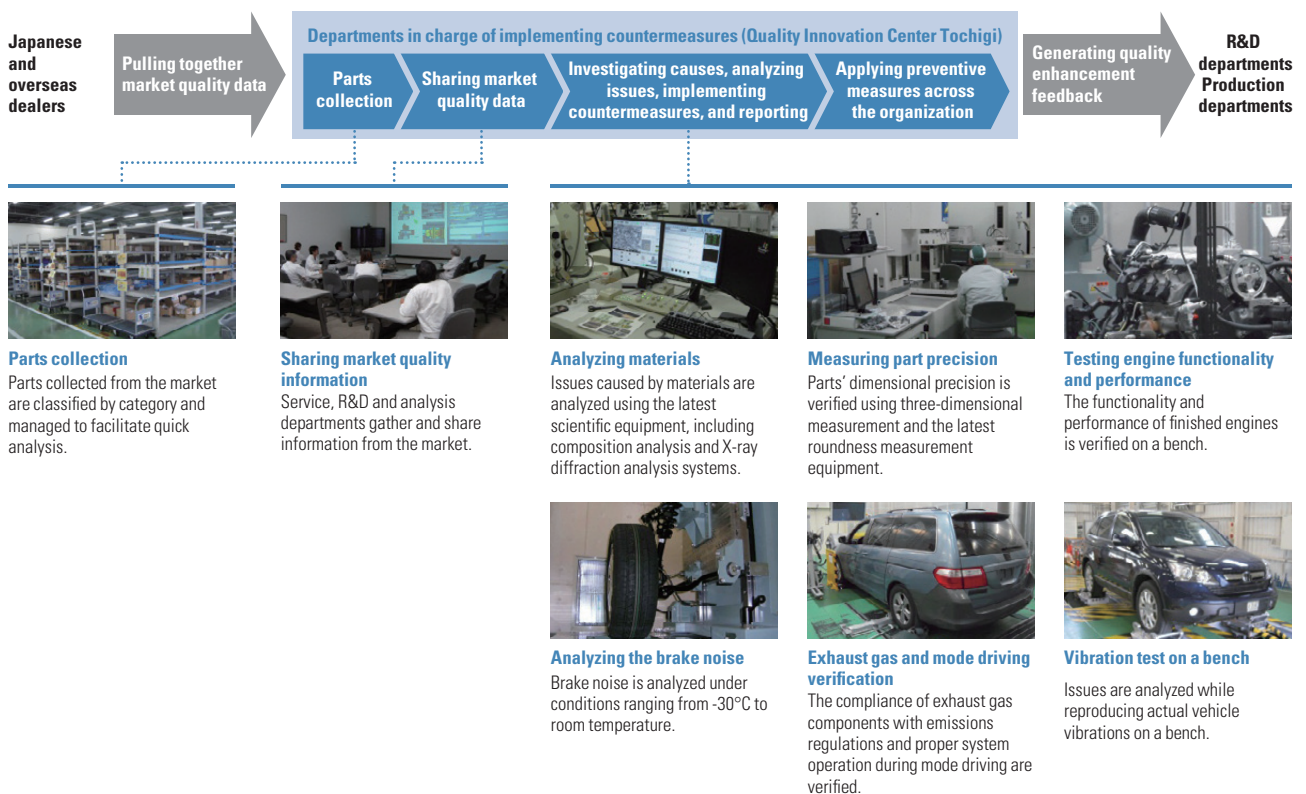 Japanese
and
overseas
dealers
Pulling together
market quality data
Departments in charge of implementing countermeasures (Quality Innovation Center Tochigi)
Parts
collection
Sharing market
quality data
Investigating causes, analyzing
issues, implementing
countermeasures, and reporting
Applying preventive
measures across
the organization
Generating quality
enhancement
feedback
R&D
departments
Production
departments
Parts collection
Parts collected from the market
are classified by category and
managed to facilitate quick
analysis.
Sharing market quality
information
Service, R&D and analysis
departments gather and share
information from the market.
Analyzing materials
Issues caused by materials are
analyzed using the latest
scientific equipment, including
composition analysis and X-ray
diffraction analysis systems.
Measuring part precision
Parts’ dimensional precision is
verified using three-dimensional
measurement and the latest
roundness measurement
equipment.
Testing engine functionality
and performance
The functionality and
performance of finished engines
is verified on a bench.
Analyzing the brake noise
Brake noise is analyzed under
conditions ranging from -30°C to
room temperature.
Exhaust gas and mode driving
verification
The compliance of exhaust gas
components with emissions
regulations and proper system
operation during mode driving are
verified.
Vibration test on a bench
Issues are analyzed while
reproducing actual vehicle
vibrations on a bench.